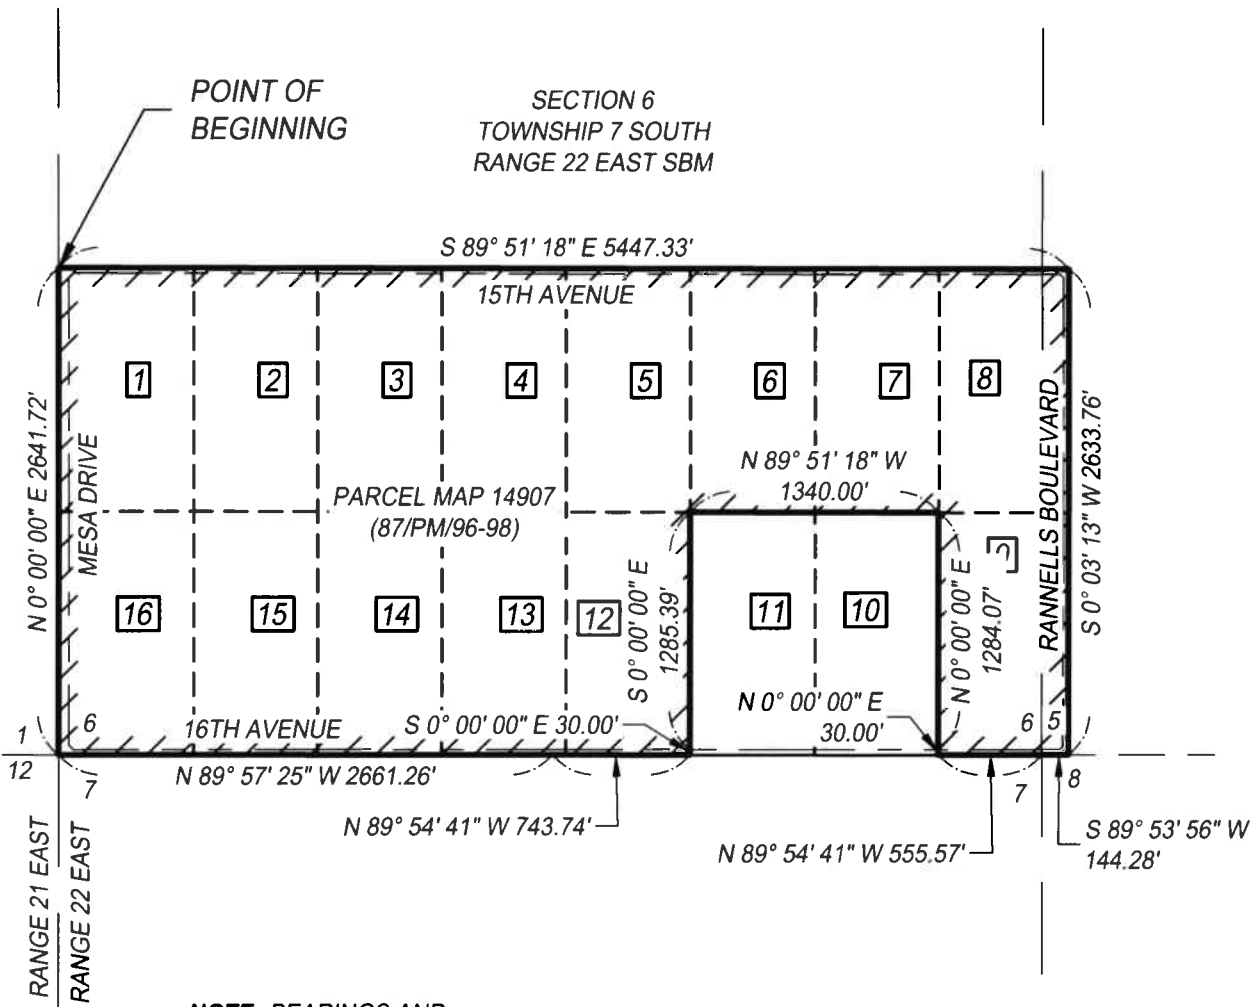 POINT OF
BEGINNING
SECTION 6
TOWNSHIP 7 SOUTH
RANGE 22 EAST SBM
S 89° 51' 18" E 5447.33'
15TH AVENUE
1
2
3
4
5
6
7
8
N 0° 00' 00" E 2641.72'
MESA DRIVE
RANNELLS BOULEVARD
S 0° 03' 13" W 2633.76'
N 89° 51' 18" W
1340.00'
PARCEL MAP 14907
(87/PM/96-98)
16
15
14
13
12
11
10
S 0° 00' 00" E
1285.39'
N 0° 00' 00" E
1284.07'
16TH AVENUE
S 0° 00' 00" E 30.00'
N 0° 00' 00" E
30.00'
1
6
6
5
12
7
7
8
N 89° 57' 25" W 2661.26'
N 89° 54' 41" W 743.74'
N 89° 54' 41" W 555.57'
S 89° 53' 56" W
144.28'
RANGE 21 EAST
RANGE 22 EAST
NOTE: BEARINGS AND